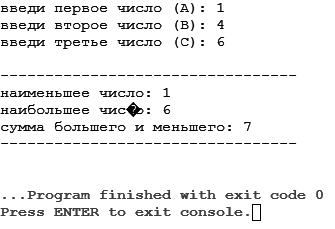 введи первое число (A): 1
введи второе число (B): 4
введи третье число (C): 6
--------------------------------
наименьшее число: 1
наибольшее чис�о: 6
сумма большего и меньшего: 7
--------------------------------
...Program finished with exit code 0
Press ENTER to exit console.